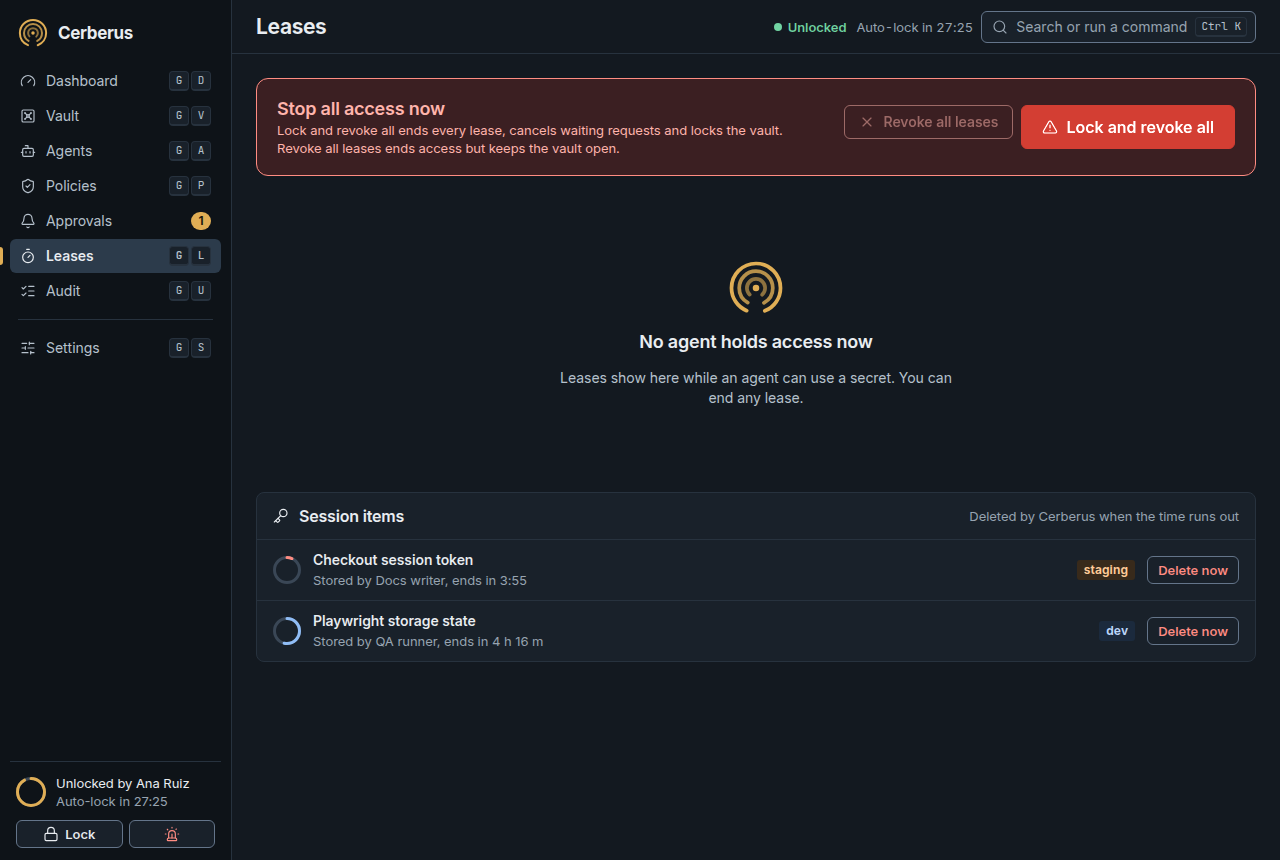 Cerberus
Dashboard G D
Vault G V
Agents G A
Policies G P
Approvals 1
Leases G L
Audit G U
Settings G S
Unlocked by Ana Ruiz
Auto-lock in 27:25
Lock
Leases
Unlocked Auto-lock in 27:25 Search or run a command Ctrl K
Stop all access now
Lock and revoke all ends every lease, cancels waiting requests and locks the vault.
Revoke all leases ends access but keeps the vault open.
Revoke all leases
Lock and revoke all
No agent holds access now
Leases show here while an agent can use a secret. You can
end any lease.
Session items Deleted by Cerberus when the time runs out
Checkout session token
Stored by Docs writer, ends in 3:55
staging Delete now
Playwright storage state
Stored by QA runner, ends in 4 h 16 m
dev Delete now